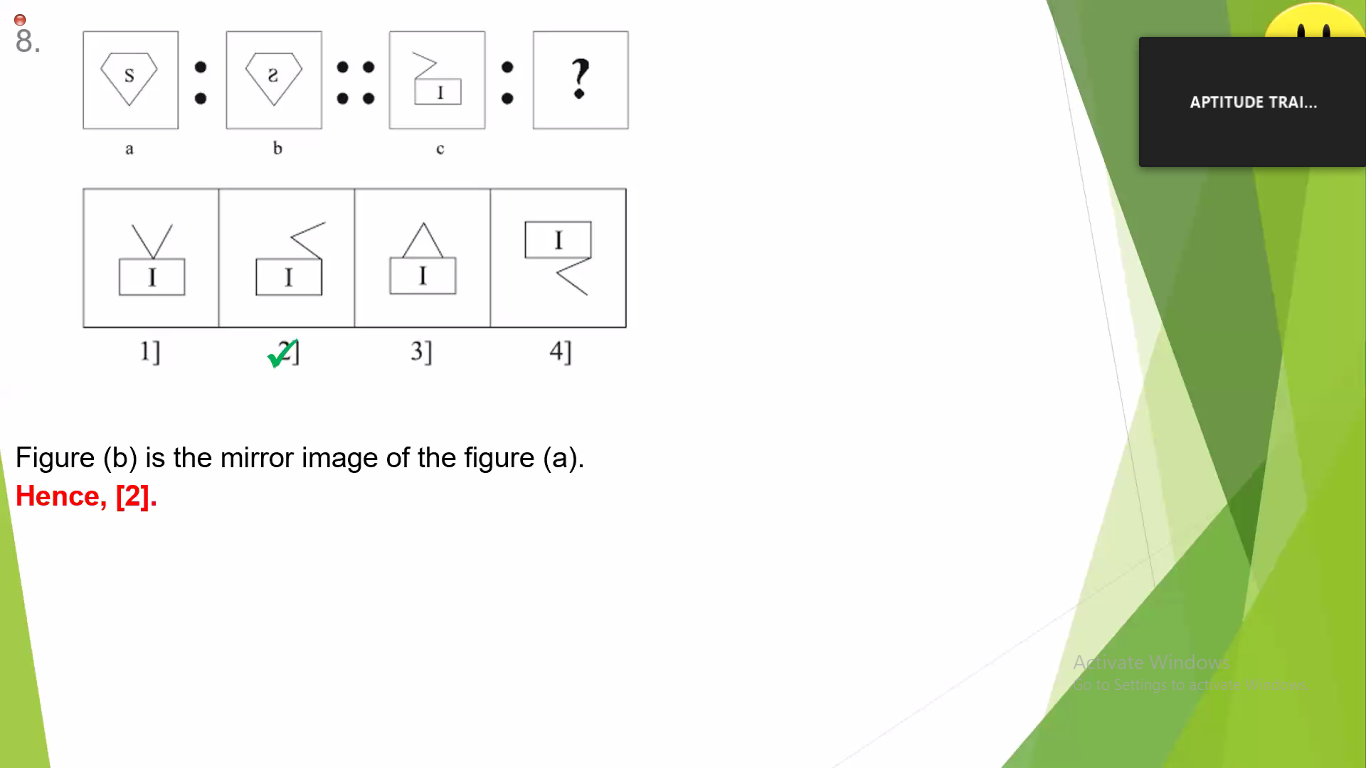 8.
S : Ƨ :: I : ?
a b c
I I I I
1] 2] 3] 4]
Figure (b) is the mirror image of the figure (a).
Hence, [2].
APTITUDE TRAI...
Activate Windows
Go to Settings to activate Windows.